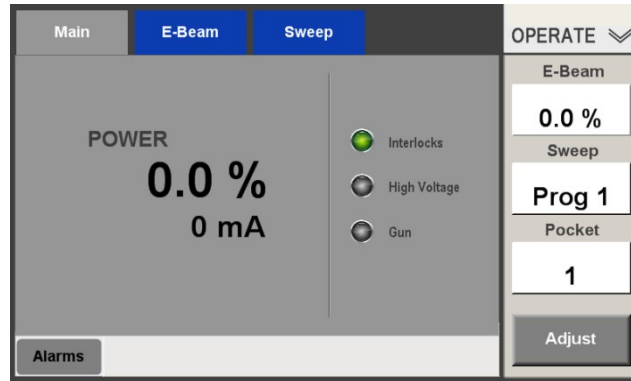 Main
E-Beam
Sweep
OPERATE
POWER
0.0 %
0 mA
Interlocks
High Voltage
Gun
E-Beam
0.0 %
Sweep
Prog 1
Pocket
1
Adjust
Alarms